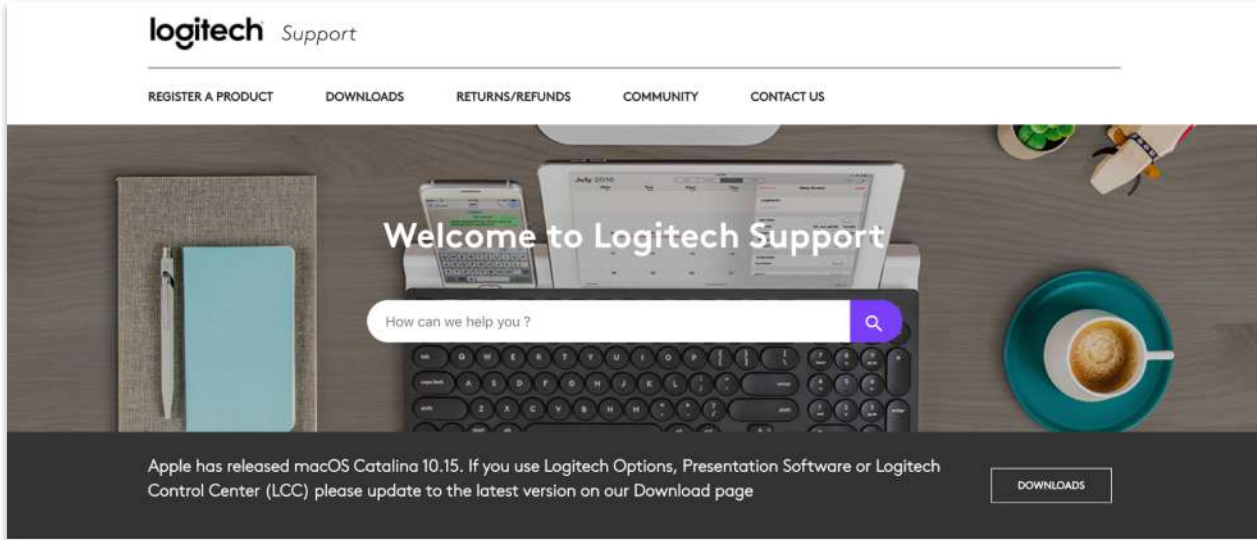 logitech Support
REGISTER A PRODUCT DOWNLOADS RETURNS/REFUNDS COMMUNITY CONTACT US
July 2016
Welcome to Logitech Support
How can we help you ?
Q W E R T Y U I O P
A S D F G H J K L
Z X C V B N M
Apple has released macOS Catalina 10.15. If you use Logitech Options, Presentation Software or Logitech
Control Center (LCC) please update to the latest version on our Download page
DOWNLOADS